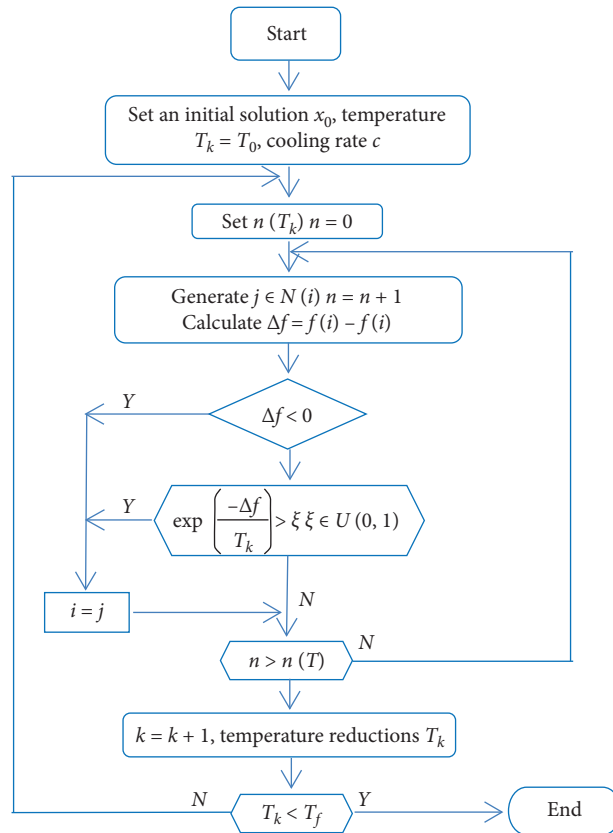 Start
Set an initial solution x₀, temperature
Tₖ = T₀, cooling rate c
Set n (Tₖ) n = 0
Generate j ∈ N (i) n = n + 1
Calculate Δf = f (i) – f (i)
Y
Δf < 0
Y
exp (–Δf / Tₖ) > ξ ξ ∈ U (0, 1)
i = j
N
n > n (T)
N
k = k + 1, temperature reductions Tₖ
N
Tₖ < T_f
Y
End